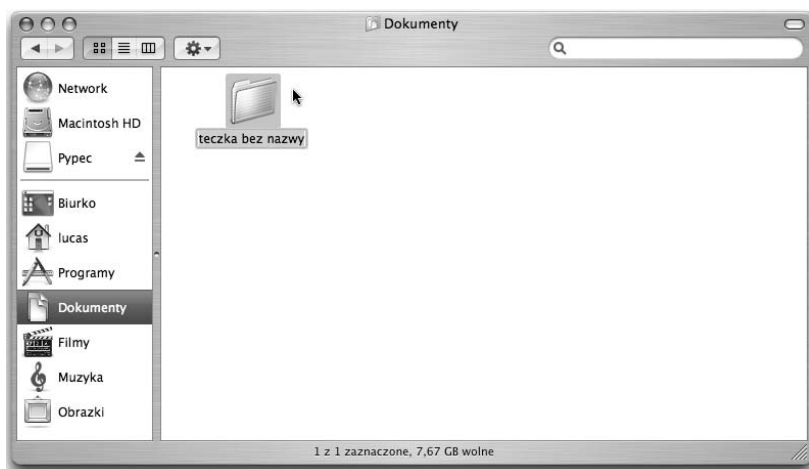 Dokumenty
Network
Macintosh HD
Pypec
Biurko
lucas
Programy
Dokumenty
Filmy
Muzyka
Obrazki
teczka bez nazwy
1 z 1 zaznaczone, 7,67 GB wolne